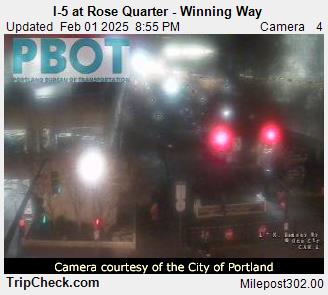 I-5 at Rose Quarter - Winning Way
Updated Feb 01 2025 8:55 PM Camera 4
PBOT
PORTLAND BUREAU OF TRANSPORTATION
Camera courtesy of the City of Portland
TripCheck.com Milepost302.00